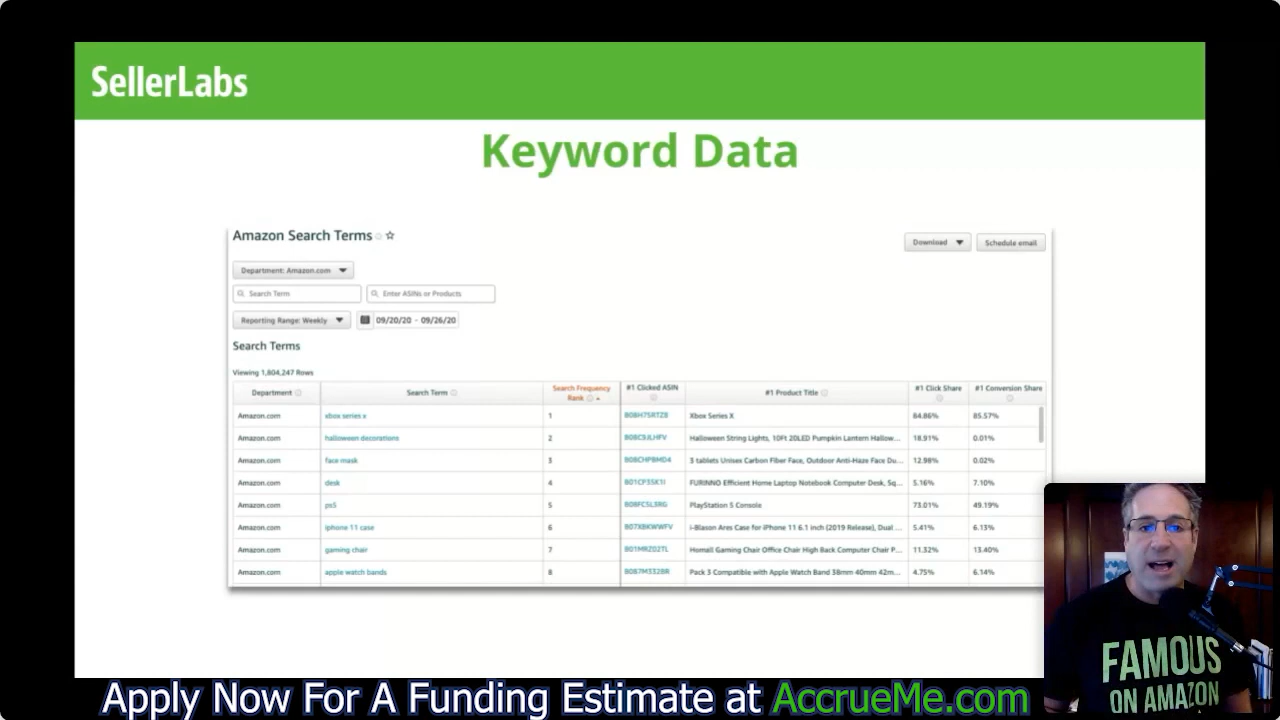 SellerLabs
Keyword Data
Amazon Search Terms
Download
Schedule email
Department: Amazon.com
Search Term
Enter ASINs or Products
Reporting Range: Weekly
09/20/20 - 09/26/20
Search Terms
Viewing 1,804,247 Rows
Department Search Term Search Frequency Rank #1 Clicked ASIN #1 Product Title #1 Click Share #1 Conversion Share
Amazon.com xbox series x 1 B08H75RTZ8 Xbox Series X 84.86% 85.57%
Amazon.com halloween decorations 2 B08C9JLHFV Halloween String Lights, 10Ft 20LED Pumpkin Lantern Hallow... 18.91% 0.01%
Amazon.com face mask 3 B08CHPBMD4 3 tablets Unisex Carbon Fiber Face, Outdoor Anti-Haze Face Du... 12.98% 0.02%
Amazon.com desk 4 FURINNO Efficient Home Laptop Notebook Computer Desk, Sq... 5.16% 7.10%
Amazon.com ps5 5 B08FC5L3RG PlayStation 5 Console 73.01% 49.19%
Amazon.com iphone 11 case 6 B07XBKWWFV i-Blason Ares Case for iPhone 11 6.1 inch (2019 Release), Dual ... 5.41% 6.13%
Amazon.com gaming chair 7 B01MRZ02TL Homall Gaming Chair Office Chair High Back Computer Chair P... 11.32% 13.40%
Amazon.com apple watch bands 8 Pack 3 Compatible with Apple Watch Band 38mm 40mm 42m... 4.75% 6.14%
FAMOUS
ON AMAZON
Apply Now For A Funding Estimate at AccrueMe.com